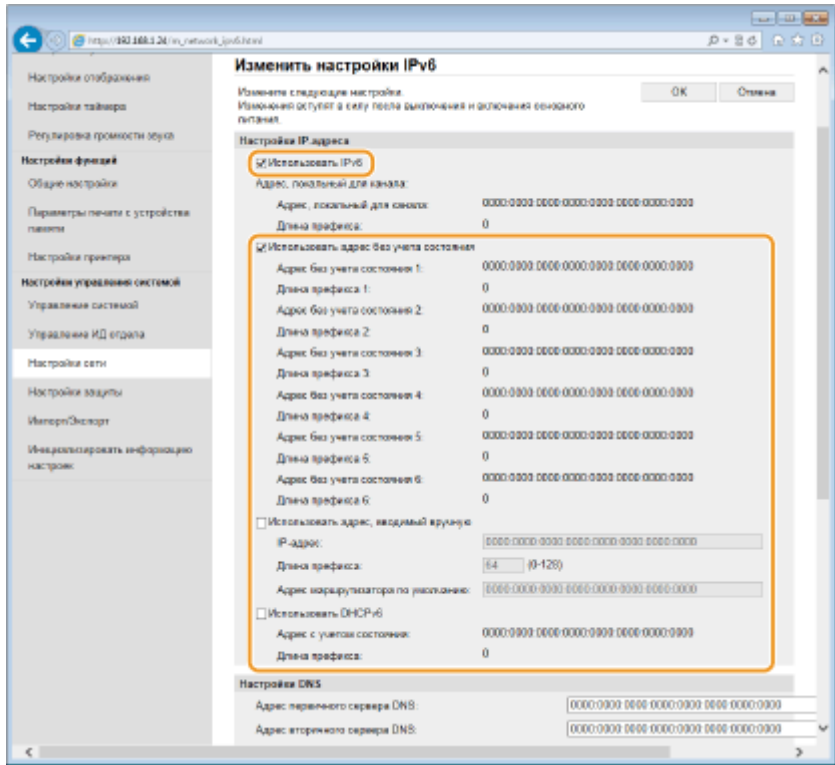 http://192.168.1.24/m_network_ipv6.html
Изменить настройки IPv6
Настройки отображения
Измените следующие настройки.
OK
Отмена
Изменения вступят в силу после выключения и включения основного
питания.
Настройки таймера
Регулировка громкости звука
Настройки IP-адреса
Настройки функций
Использовать IPv6
Общие настройки
Адрес, локальный для канала:
Адрес, локальный для канала:
0000:0000:0000:0000:0000:0000:0000:0000
Параметры печати с устройства
памяти
Длина префикса:
0
Использовать адрес без учета состояния
Настройки принтера
Адрес без учета состояния 1:
0000:0000:0000:0000:0000:0000:0000:0000
Настройки управления системой
Длина префикса 1:
0
Управление системой
Адрес без учета состояния 2:
0000:0000:0000:0000:0000:0000:0000:0000
Управление ИД отдела
Длина префикса 2:
0
Адрес без учета состояния 3:
0000:0000:0000:0000:0000:0000:0000:0000
Настройки сети
Длина префикса 3:
0
Настройки защиты
Адрес без учета состояния 4:
0000:0000:0000:0000:0000:0000:0000:0000
Длина префикса 4:
0
Импорт/Экспорт
Адрес без учета состояния 5:
0000:0000:0000:0000:0000:0000:0000:0000
Инициализировать информацию
настроек
Длина префикса 5:
0
Адрес без учета состояния 6:
0000:0000:0000:0000:0000:0000:0000:0000
Длина префикса 6:
0
Использовать адрес, вводимый вручную
IP-адрес:
0000:0000:0000:0000:0000:0000:0000:0000
Длина префикса:
64
(0-128)
Адрес маршрутизатора по умолчанию:
0000:0000:0000:0000:0000:0000:0000:0000
Использовать DHCPv6
Адрес с учетом состояния:
0000:0000:0000:0000:0000:0000:0000:0000
Длина префикса:
0
Настройки DNS
Адрес первичного сервера DNS:
0000:0000:0000:0000:0000:0000:0000:0000
Адрес вторичного сервера DNS:
0000:0000:0000:0000:0000:0000:0000:0000